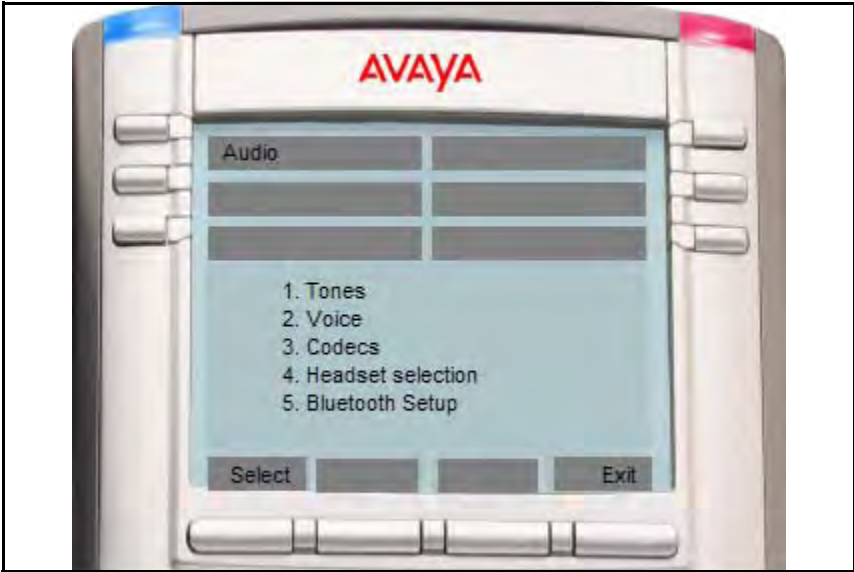 AVAYA
Audio
1. Tones
2. Voice
3. Codecs
4. Headset selection
5. Bluetooth Setup
Select
Exit